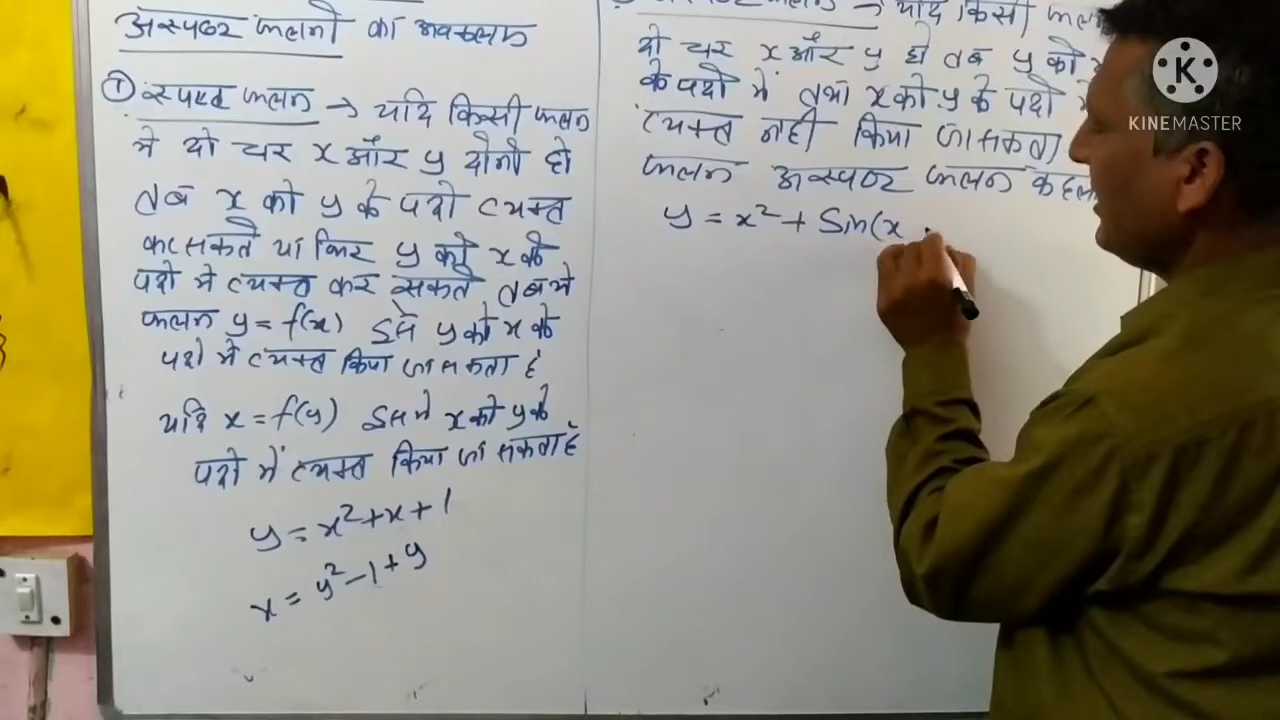 अस्पष्ट फलनों का अवकलन
① स्पष्ट फलन → यदि किसी फलन
मे दो चर x और y दोनो हो
तब x को y के पदो व्यक्त
कर सकते या फिर y को x के
पदो मे व्यक्त कर सकते तब ये
फलन y = f(x) इसे y को x के
पदो मे व्यक्त किया जा सकता है
यदि x = f(y) इसमे x को y के
पदो में व्यक्त किया जा सकता है
y = x² + x + 1
x = y² - 1 + y
→ यदि किसी फलन
दो चर x और y हो तब y को
के पदो में तथा x को y के पदो मे
व्यक्त नही किया जा सकता
फलन अस्पष्ट फलन कहला
y = x² + Sin(x
K
KINEMASTER